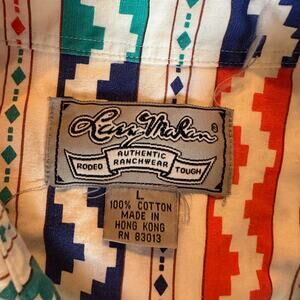 Larry Mahan ®
AUTHENTIC
RANCHWEAR
RODEO TOUGH
L
100% COTTON
MADE IN
HONG KONG
RN 83013